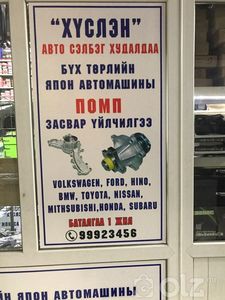 "ХҮСЛЭН"
АВТО СЭЛБЭГ ХУДАЛДАА
БҮХ ТӨРЛИЙН
ЯПОН АВТОМАШИНЫ
ПОМП
ЗАСВАР ҮЙЛЧИЛГЭЭ
VOLKSWAGEN, FORD, HINO,
BMW, TOYOTA, NISSAN,
MITHSUBISHI,HONDA, SUBARU
БАТАЛГАА 1 ЖИЛ
99923456
ИЙН ЯПОН АВТОМАШИНЫ
olz